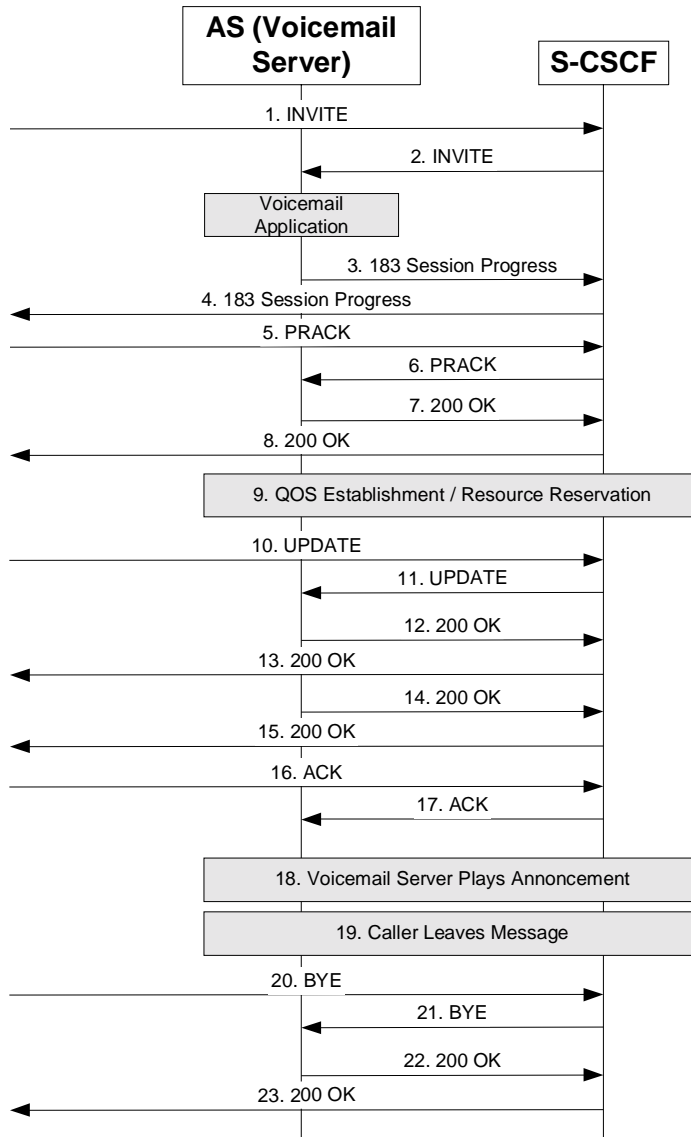 AS (Voicemail
Server)
S-CSCF
1. INVITE
2. INVITE
Voicemail
Application
3. 183 Session Progress
4. 183 Session Progress
5. PRACK
6. PRACK
7. 200 OK
8. 200 OK
9. QOS Establishment / Resource Reservation
10. UPDATE
11. UPDATE
12. 200 OK
13. 200 OK
14. 200 OK
15. 200 OK
16. ACK
17. ACK
18. Voicemail Server Plays Annoncement
19. Caller Leaves Message
20. BYE
21. BYE
22. 200 OK
23. 200 OK